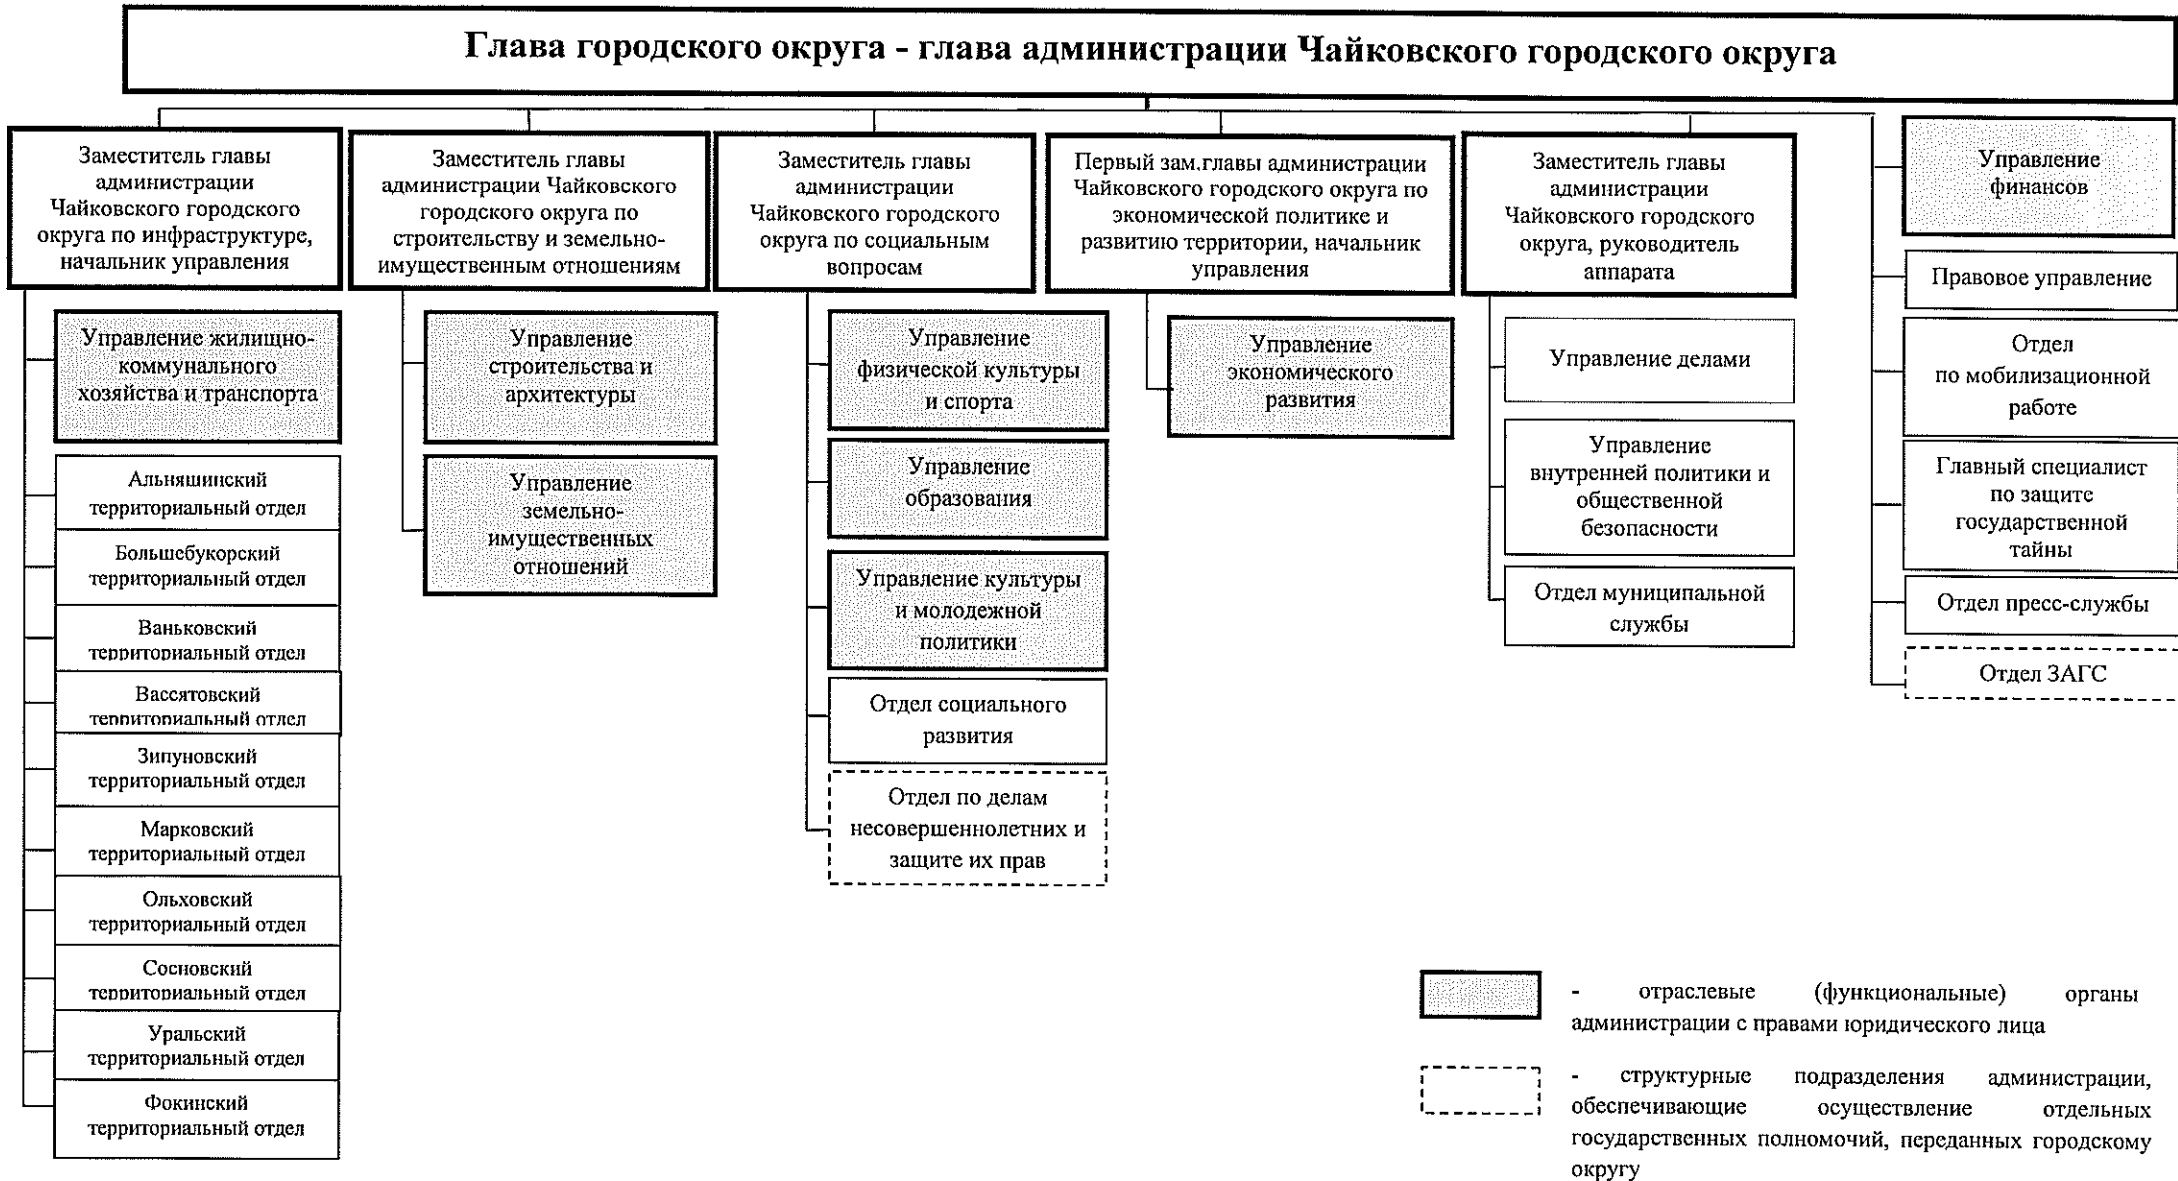 Глава городского округа - глава администрации Чайковского городского округа
Заместитель главы
администрации
Чайковского городского
округа по инфраструктуре,
начальник управления
Управление жилищно-
коммунального
хозяйства и транспорта
Альняшинский
территориальный отдел
Большебукорский
территориальный отдел
Ваньковский
территориальный отдел
Вассятовский
территориальный отдел
Зипуновский
территориальный отдел
Марковский
территориальный отдел
Ольховский
территориальный отдел
Сосновский
территориальный отдел
Уральский
территориальный отдел
Фокинский
территориальный отдел
Заместитель главы
администрации Чайковского
городского округа по
строительству и земельно-
имущественным отношениям
Управление
строительства и
архитектуры
Управление
земельно-
имущественных
отношений
Заместитель главы
администрации
Чайковского городского
округа по социальным
вопросам
Управление
физической культуры
и спорта
Управление
образования
Управление культуры
и молодежной
политики
Отдел социального
развития
Отдел по делам
несовершеннолетних и
защите их прав
Первый зам.главы администрации
Чайковского городского округа по
экономической политике и
развитию территории, начальник
управления
Управление
экономического
развития
Заместитель главы
администрации
Чайковского городского
округа, руководитель
аппарата
Управление делами
Управление
внутренней политики и
общественной
безопасности
Отдел муниципальной
службы
Управление
финансов
Правовое управление
Отдел
по мобилизационной
работе
Главный специалист
по защите
государственной
тайны
Отдел пресс-службы
Отдел ЗАГС
- отраслевые (функциональные) органы
администрации с правами юридического лица
- структурные подразделения администрации,
обеспечивающие осуществление отдельных
государственных полномочий, переданных городскому
округу